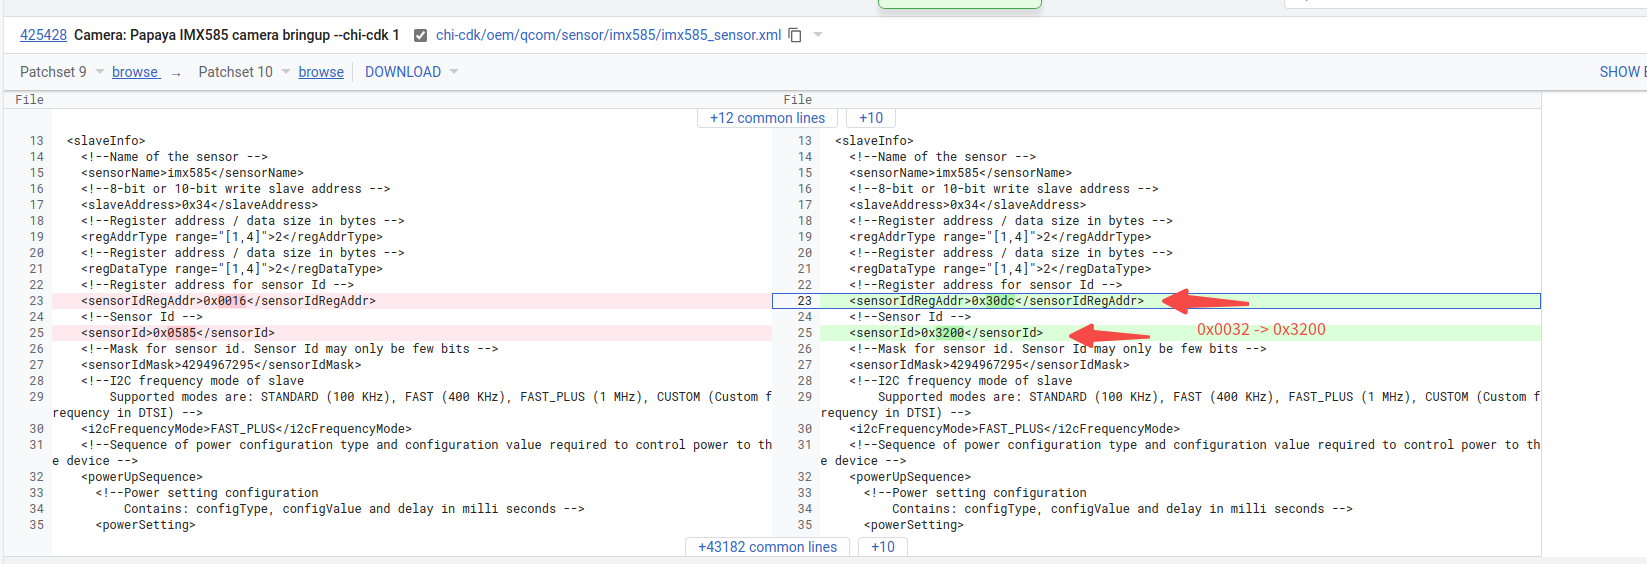 425428 Camera: Papaya IMX585 camera bringup --chi-cdk 1 chi-cdk/oem/qcom/sensor/imx585/imx585_sensor.xml
Patchset 9 browse → Patchset 10 browse DOWNLOAD SHOW
File File
+12 common lines +10
13 <slaveInfo>
14 <!--Name of the sensor -->
15 <sensorName>imx585</sensorName>
16 <!--8-bit or 10-bit write slave address -->
17 <slaveAddress>0x34</slaveAddress>
18 <!--Register address / data size in bytes -->
19 <regAddrType range="[1,4]">2</regAddrType>
20 <!--Register address / data size in bytes -->
21 <regDataType range="[1,4]">2</regDataType>
22 <!--Register address for sensor Id -->
23 <sensorIdRegAddr>0x0016</sensorIdRegAddr>
24 <!--Sensor Id -->
25 <sensorId>0x0585</sensorId>
26 <!--Mask for sensor id. Sensor Id may only be few bits -->
27 <sensorIdMask>4294967295</sensorIdMask>
28 <!--I2C frequency mode of slave
29 Supported modes are: STANDARD (100 KHz), FAST (400 KHz), FAST_PLUS (1 MHz), CUSTOM (Custom f
requency in DTSI) -->
30 <i2cFrequencyMode>FAST_PLUS</i2cFrequencyMode>
31 <!--Sequence of power configuration type and configuration value required to control power to th
e device -->
32 <powerUpSequence>
33 <!--Power setting configuration
34 Contains: configType, configValue and delay in milli seconds -->
35 <powerSetting>
13 <slaveInfo>
14 <!--Name of the sensor -->
15 <sensorName>imx585</sensorName>
16 <!--8-bit or 10-bit write slave address -->
17 <slaveAddress>0x34</slaveAddress>
18 <!--Register address / data size in bytes -->
19 <regAddrType range="[1,4]">2</regAddrType>
20 <!--Register address / data size in bytes -->
21 <regDataType range="[1,4]">2</regDataType>
22 <!--Register address for sensor Id -->
23 <sensorIdRegAddr>0x30dc</sensorIdRegAddr>
24 <!--Sensor Id -->
25 <sensorId>0x3200</sensorId>
0x0032 -> 0x3200
26 <!--Mask for sensor id. Sensor Id may only be few bits -->
27 <sensorIdMask>4294967295</sensorIdMask>
28 <!--I2C frequency mode of slave
29 Supported modes are: STANDARD (100 KHz), FAST (400 KHz), FAST_PLUS (1 MHz), CUSTOM (Custom f
requency in DTSI) -->
30 <i2cFrequencyMode>FAST_PLUS</i2cFrequencyMode>
31 <!--Sequence of power configuration type and configuration value required to control power to th
e device -->
32 <powerUpSequence>
33 <!--Power setting configuration
34 Contains: configType, configValue and delay in milli seconds -->
35 <powerSetting>
+43182 common lines +10